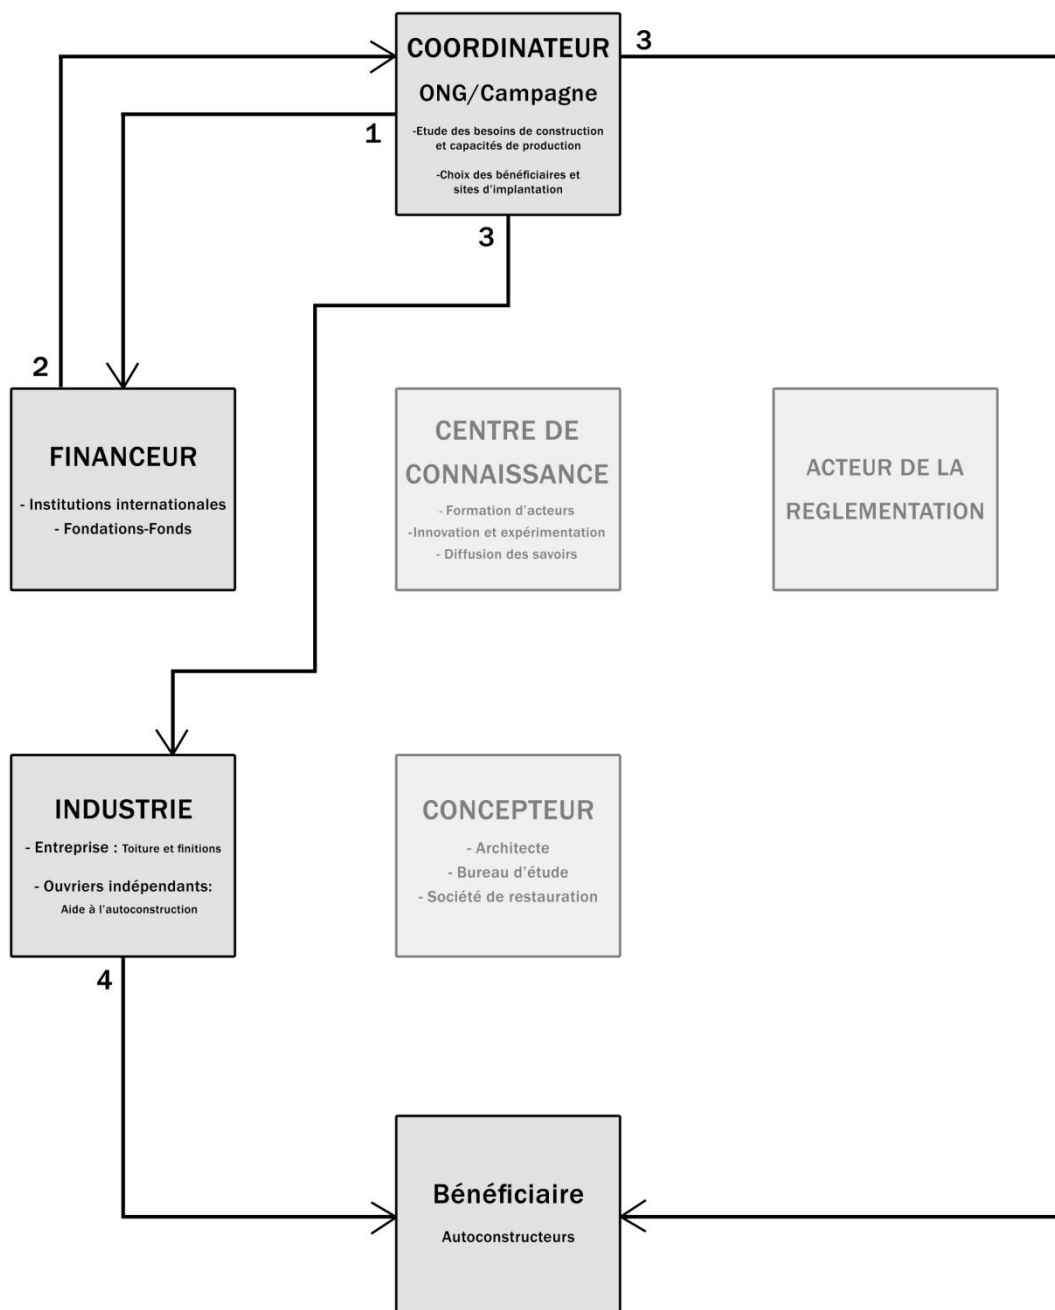 COORDINATEUR
ONG/Campagne
-Etude des besoins de construction
et capacités de production
-Choix des bénéficiaires et
sites d'implantation
3
1
3
2
FINANCEUR
- Institutions internationales
- Fondations-Fonds
CENTRE DE
CONNAISSANCE
- Formation d'acteurs
-Innovation et expérimentation
- Diffusion des savoirs
ACTEUR DE LA
REGLEMENTATION
INDUSTRIE
- Entreprise : Toiture et finitions
- Ouvriers indépendants:
Aide à l'autoconstruction
CONCEPTEUR
- Architecte
- Bureau d'étude
- Société de restauration
4
Bénéficiaire
Autoconstructeurs